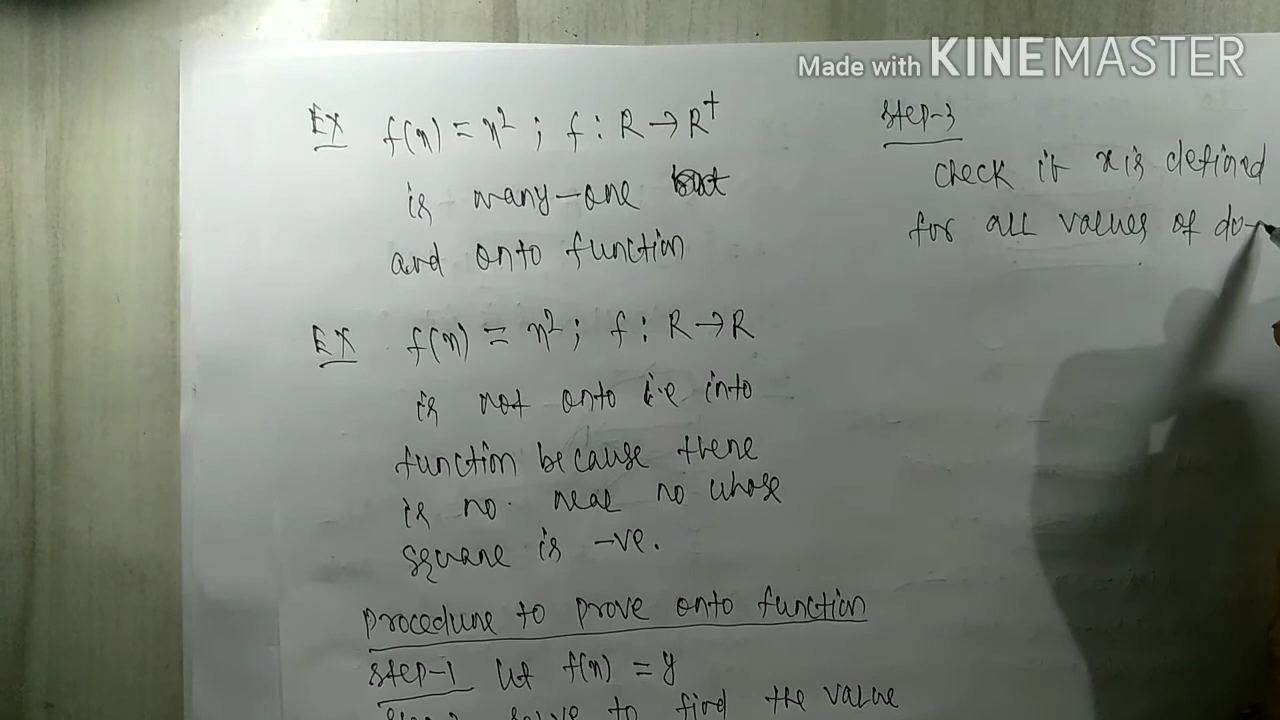 Made with KINEMASTER
Ex f(x) = x²; f : R → R⁺
is many-one
and onto function
Ex f(x) = x²; f : R → R
is not onto i.e into
function because there
is no. real no whose
square is -ve.
Procedure to prove onto function
Step-1 Let f(x) = y
solve to find the value
Step-3
Check if x is defined
for all values of do-